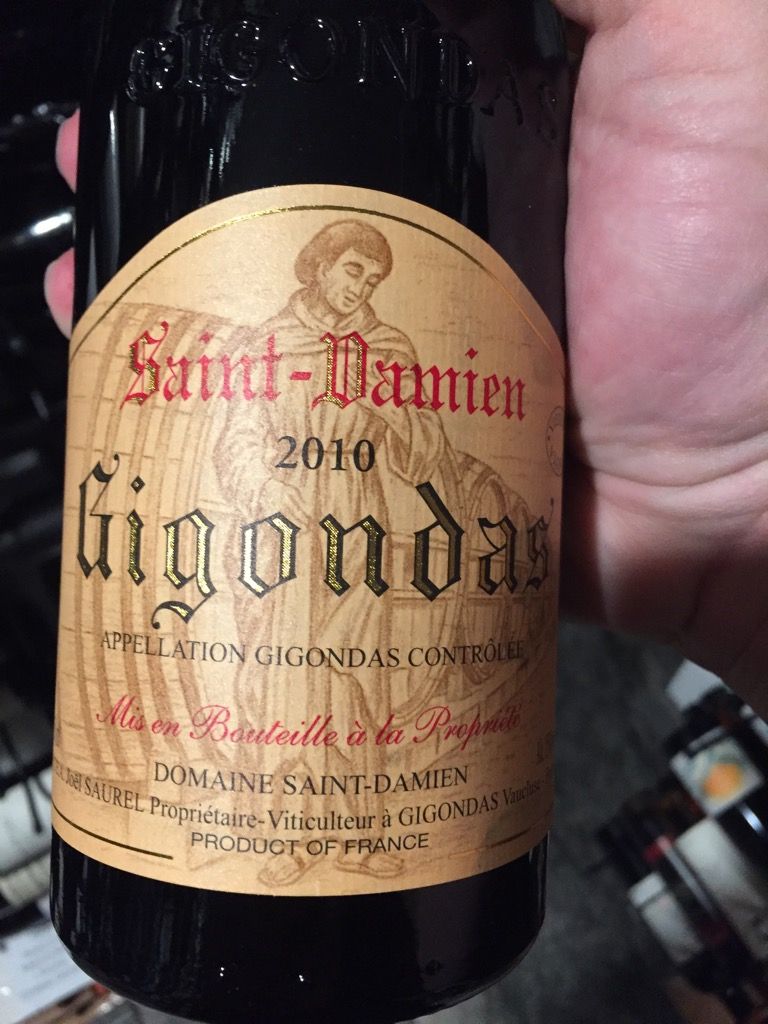 GIGONDAS
Saint-Damien
2010
Gigondas
APPELLATION GIGONDAS CONTRÔLÉE
Mis en Bouteille à la Propriété
DOMAINE SAINT-DAMIEN
Joël SAUREL Propriétaire-Viticulteur à GIGONDAS Vaucluse
PRODUCT OF FRANCE